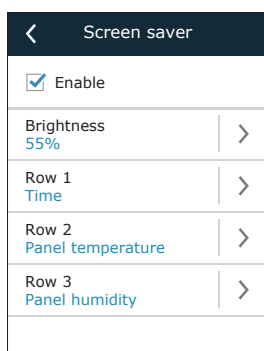 Screen saver
Enable
Brightness
55%
Row 1
Time
Row 2
Panel temperature
Row 3
Panel humidity